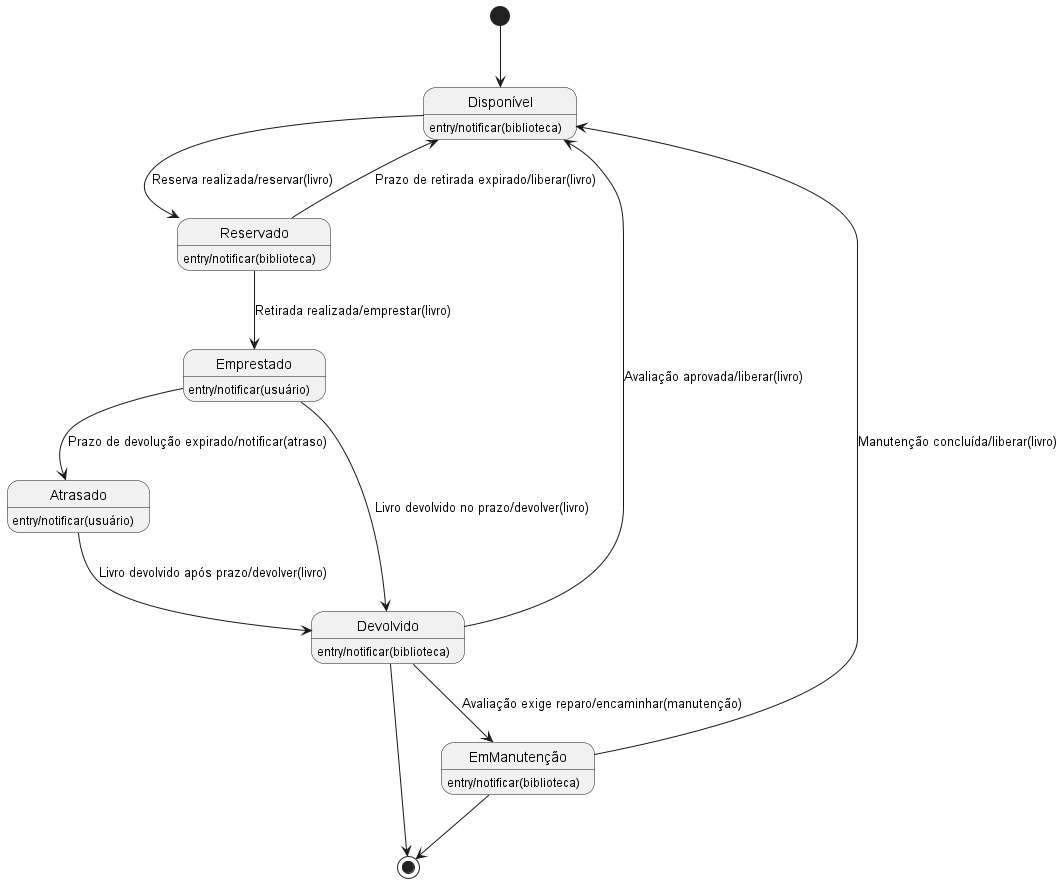 Disponível
entry/notificar(biblioteca)
Reserva realizada/reservar(livro)
Prazo de retirada expirado/liberar(livro)
Reservado
entry/notificar(biblioteca)
Retirada realizada/emprestar(livro)
Emprestado
entry/notificar(usuário)
Avaliação aprovada/liberar(livro)
Prazo de devolução expirado/notificar(atraso)
Manutenção concluída/liberar(livro)
Atrasado
entry/notificar(usuário)
Livro devolvido no prazo/devolver(livro)
Livro devolvido após prazo/devolver(livro)
Devolvido
entry/notificar(biblioteca)
Avaliação exige reparo/encaminhar(manutenção)
EmManutenção
entry/notificar(biblioteca)